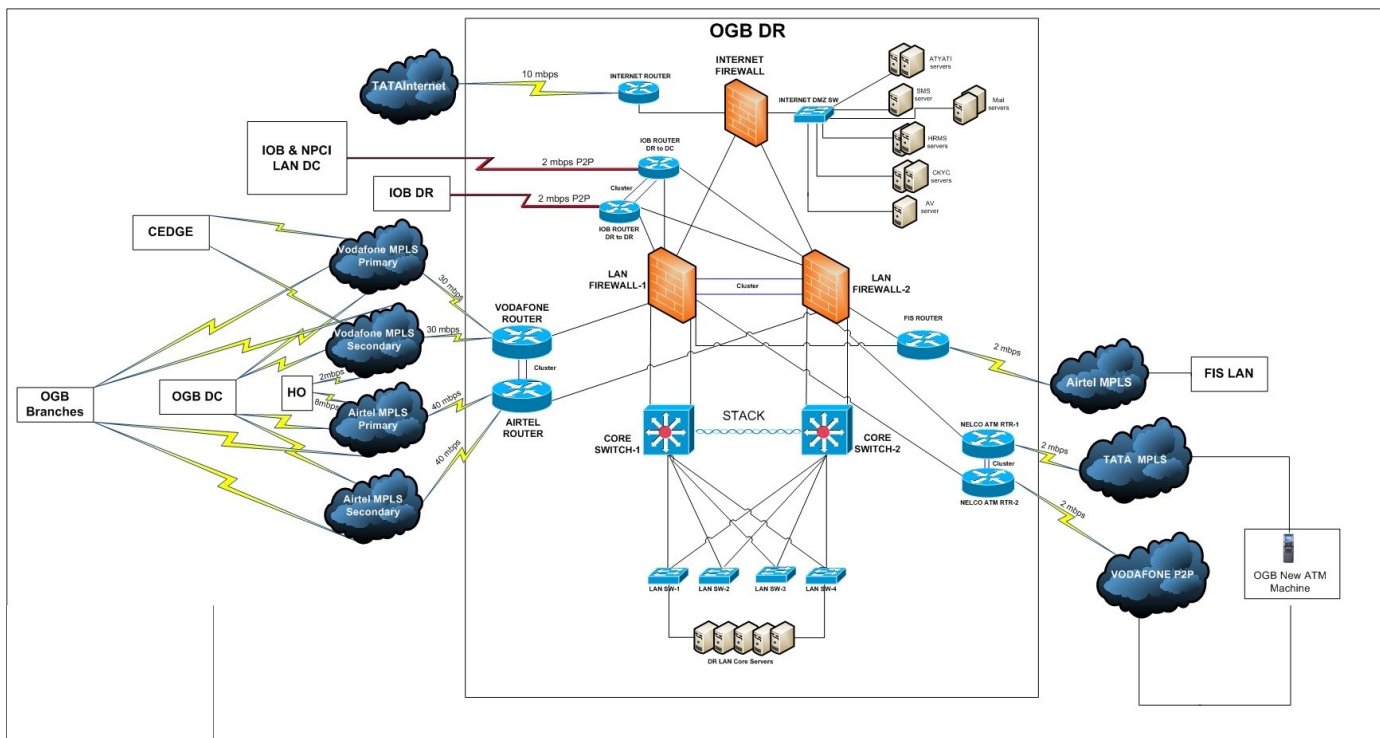 OGB DR
INTERNET
FIREWALL
ATYATI
servers
TATAInternet
10 mbps
INTERNET ROUTER
INTERNET DMZ SW
SMS
server
Mail
servers
HRMS
servers
CKYC
servers
AV
server
IOB & NPCI
LAN DC
2 mbps P2P
IOB ROUTER
DR to DC
Cluster
IOB DR
2 mbps P2P
IOB ROUTER
DR to DR
CEDGE
Vodafone MPLS
Primary
30 mbps
LAN
FIREWALL-1
Cluster
LAN
FIREWALL-2
Vodafone MPLS
Secondary
30 mbps
VODAFONE
ROUTER
Cluster
FIS ROUTER
2 mbps
Airtel MPLS
FIS LAN
OGB
Branches
OGB DC
HO
2mbps
8mbps
Airtel MPLS
Primary
40 mbps
AIRTEL
ROUTER
40 mbps
Airtel MPLS
Secondary
CORE
SWITCH-1
STACK
CORE
SWITCH-2
NELCO ATM RTR-1
Cluster
NELCO ATM RTR-2
2 mbps
TATA MPLS
2 mbps
VODAFONE P2P
OGB New ATM
Machine
LAN SW-1
LAN SW-2
LAN SW-3
LAN SW-4
DR LAN Core Servers